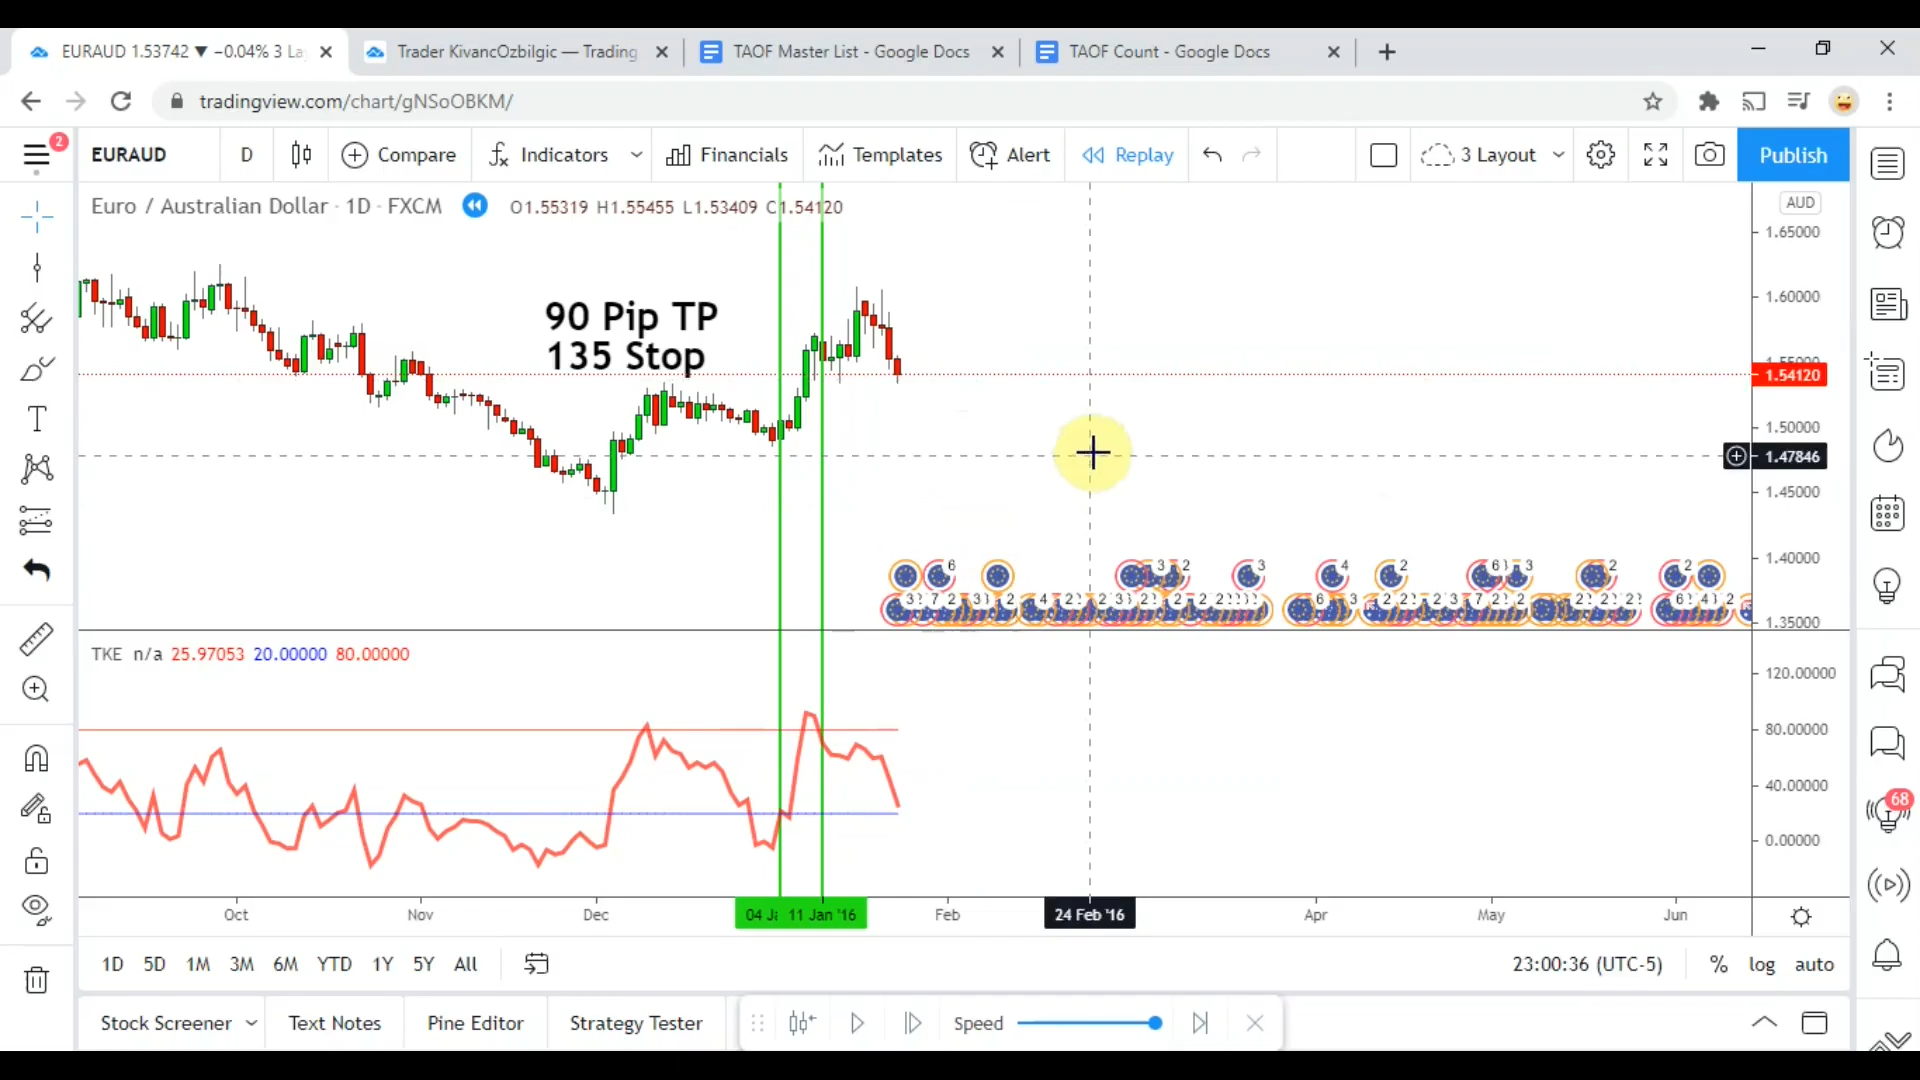 EURAUD 1.53742 ▼ −0.04% 3 La
Trader KivancOzbilgic — Trading
TAOF Master List - Google Docs
TAOF Count - Google Docs
tradingview.com/chart/gNSoOBKM/
2
EURAUD
D
Compare
Indicators
Financials
Templates
Alert
Replay
3 Layout
Publish
Euro / Australian Dollar · 1D · FXCM
O1.55319 H1.55455 L1.53409 C1.54120
AUD
1.65000
1.60000
90 Pip TP
135 Stop
1.55000
1.54120
1.50000
1.47846
1.45000
1.40000
1.35000
TKE n/a 25.97053 20.00000 80.00000
120.00000
80.00000
40.00000
0.00000
68
Oct Nov Dec 04 Ja 11 Jan '16 Feb 24 Feb '16 Apr May Jun
1D 5D 1M 3M 6M YTD 1Y 5Y All
23:00:36 (UTC-5) % log auto
Stock Screener Text Notes Pine Editor Strategy Tester Speed